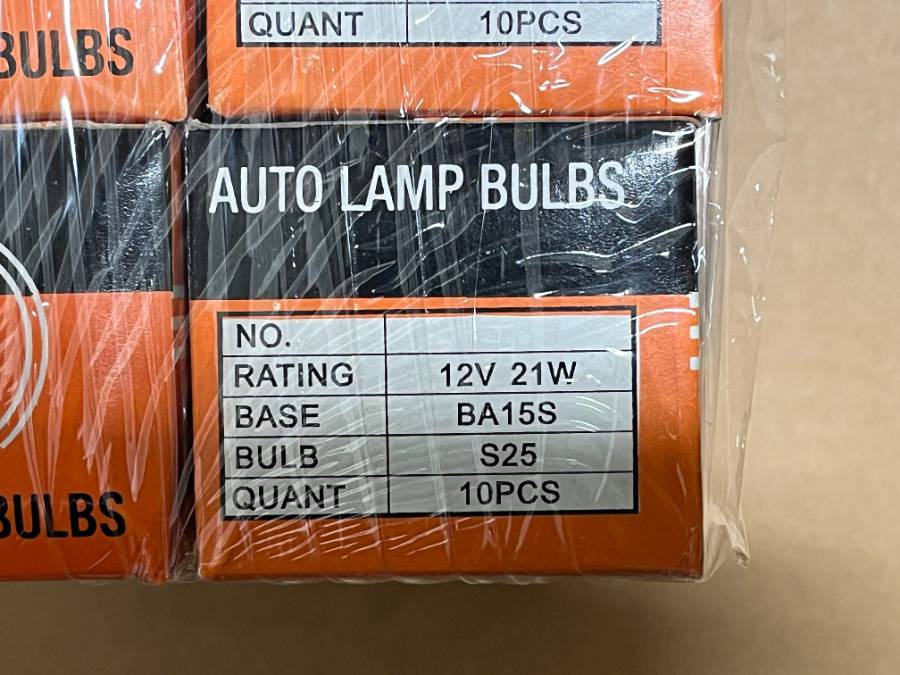 QUANT 10PCS
BULBS
AUTO LAMP BULBS
NO.
RATING 12V 21W
BASE BA15S
BULB S25
QUANT 10PCS
BULBS